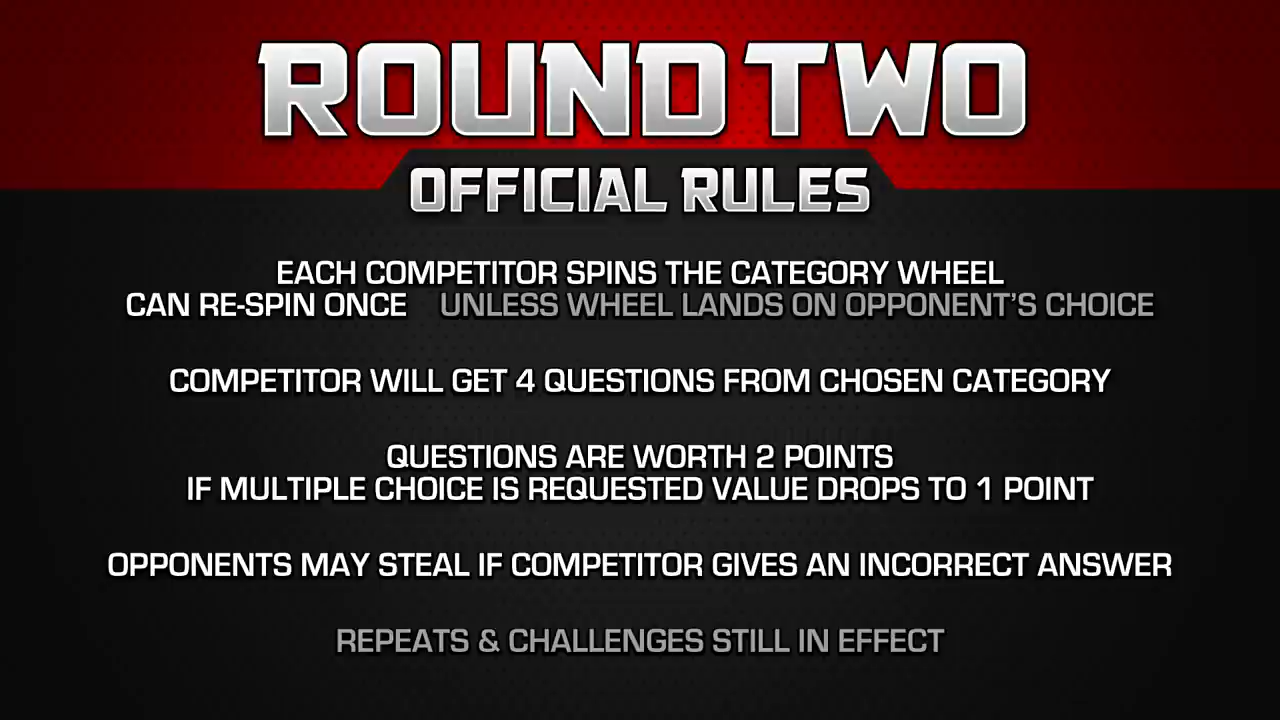 ROUND TWO
OFFICIAL RULES
EACH COMPETITOR SPINS THE CATEGORY WHEEL
CAN RE-SPIN ONCE UNLESS WHEEL LANDS ON OPPONENT'S CHOICE
COMPETITOR WILL GET 4 QUESTIONS FROM CHOSEN CATEGORY
QUESTIONS ARE WORTH 2 POINTS
IF MULTIPLE CHOICE IS REQUESTED VALUE DROPS TO 1 POINT
OPPONENTS MAY STEAL IF COMPETITOR GIVES AN INCORRECT ANSWER
REPEATS & CHALLENGES STILL IN EFFECT